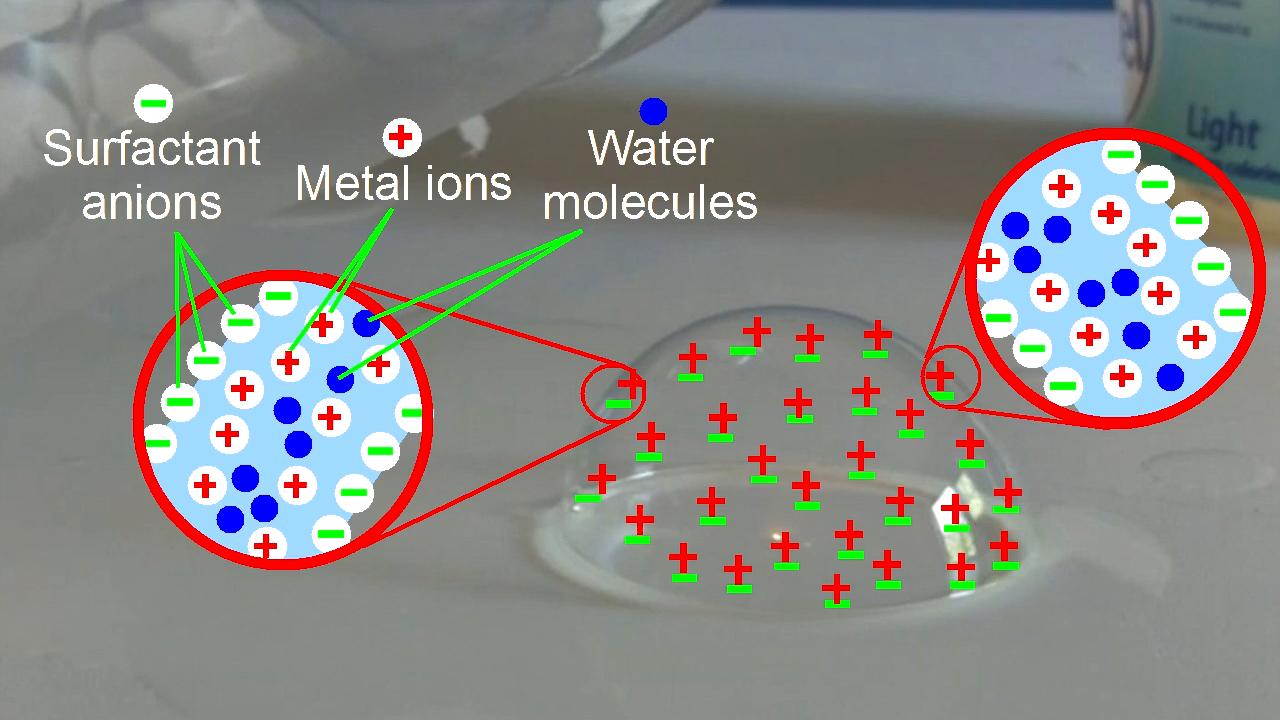 Surfactant
anions
Metal ions
Water
molecules
Light